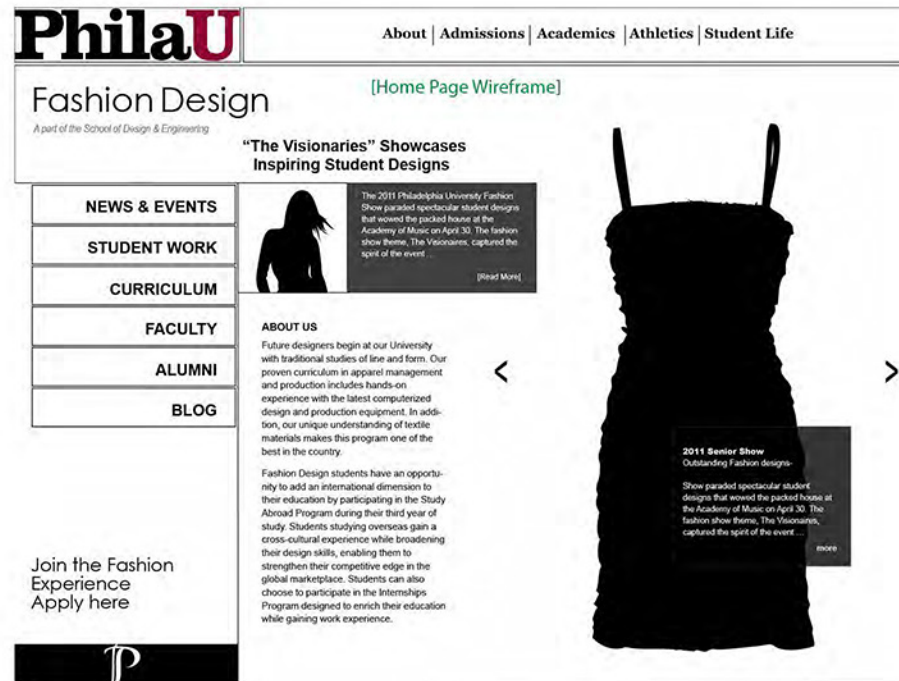 PhilaU
About | Admissions | Academics | Athletics | Student Life
[Home Page Wireframe]
Fashion Design
A part of the School of Design & Engineering
“The Visionaries” Showcases
Inspiring Student Designs
The 2011 Philadelphia University Fashion
Show paraded spectacular student designs
that wowed the packed house at the
Academy of Music on April 30. The fashion
show theme, The Visionaires, captured the
spirit of the event ...
[Read More]
NEWS & EVENTS
STUDENT WORK
CURRICULUM
FACULTY
ALUMNI
BLOG
ABOUT US
Future designers begin at our University
with traditional studies of line and form. Our
proven curriculum in apparel management
and production includes hands-on
experience with the latest computerized
design and production equipment. In addi-
tion, our unique understanding of textile
materials makes this program one of the
best in the country.
Fashion Design students have an opportu-
nity to add an international dimension to
their education by participating in the Study
Abroad Program during their third year of
study. Students studying overseas gain a
cross-cultural experience while broadening
their design skills, enabling them to
strengthen their competitive edge in the
global marketplace. Students can also
choose to participate in the Internships
Program designed to enrich their education
while gaining work experience.
< >
2011 Senior Show
Outstanding Fashion designs-
Show paraded spectacular student
designs that wowed the packed house at
the Academy of Music on April 30. The
fashion show theme, The Visionaires,
captured the spirit of the event ...
more
Join the Fashion
Experience
Apply here